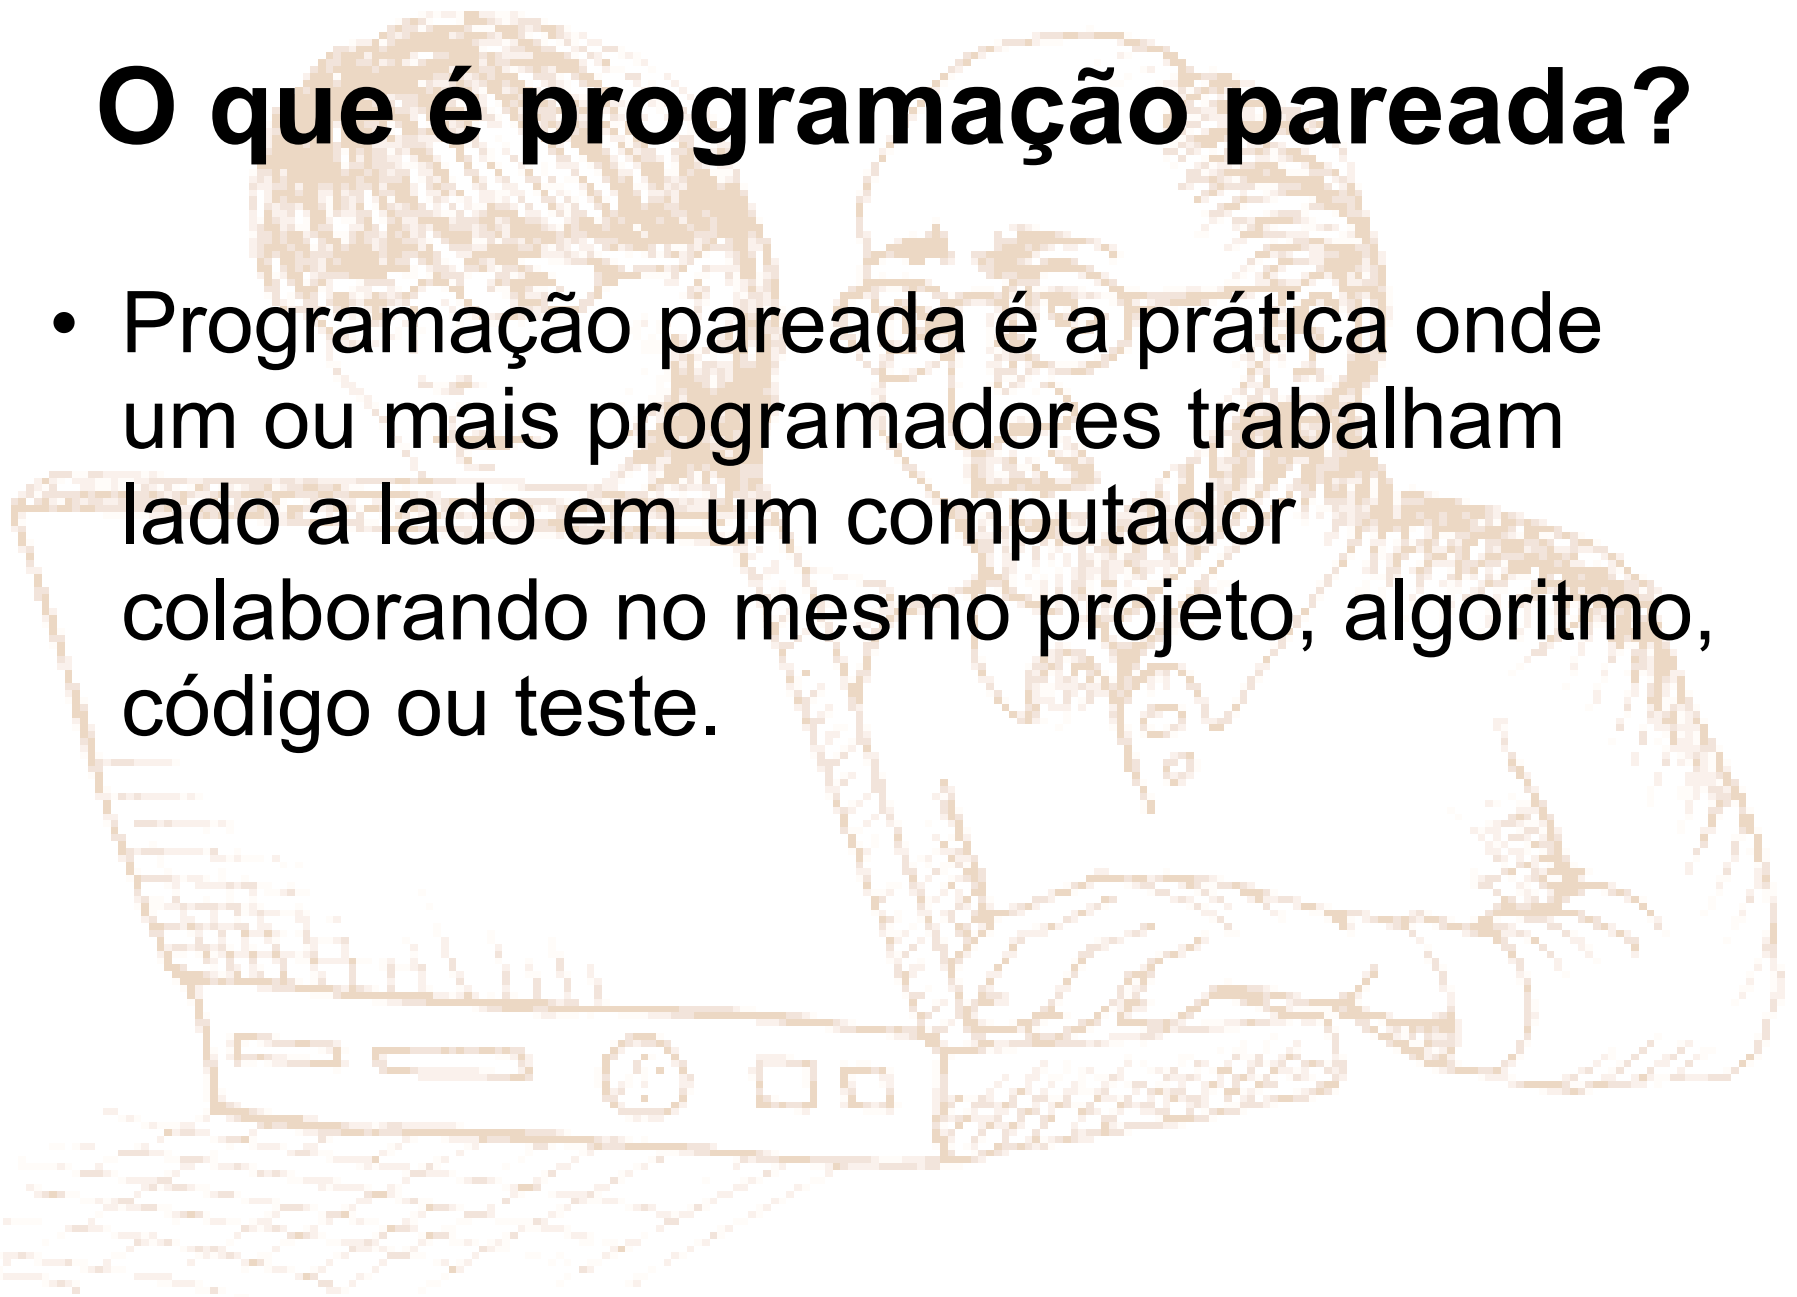 O que é programação pareada?
• Programação pareada é a prática onde
um ou mais programadores trabalham
lado a lado em um computador
colaborando no mesmo projeto, algoritmo,
código ou teste.